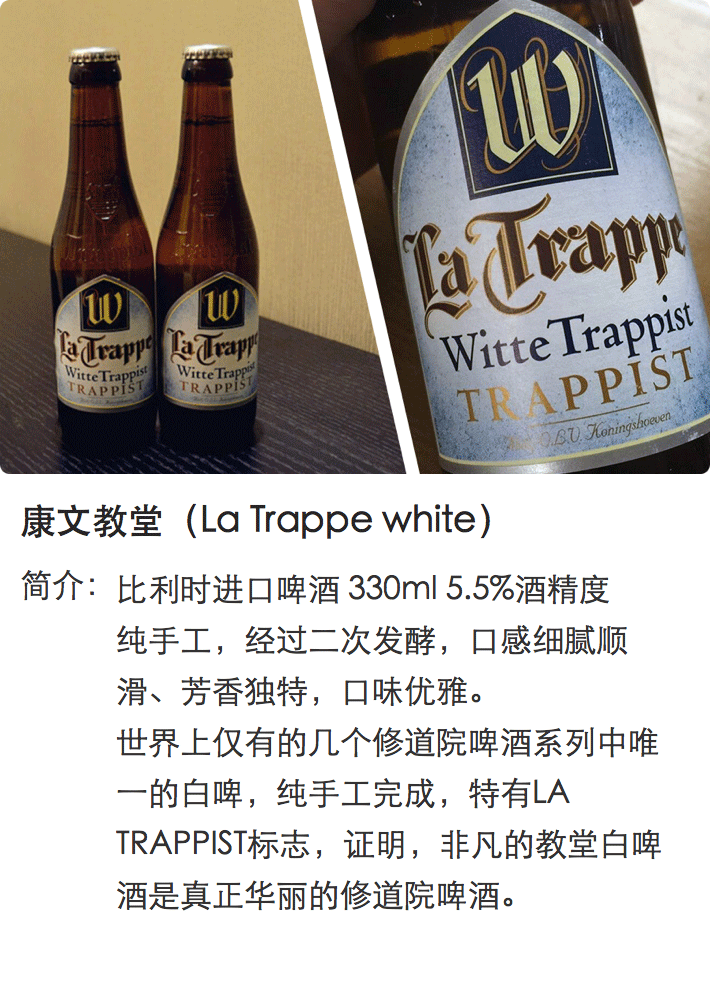 W
La Trappe
Witte Trappist
TRAPPIST
W
La Trappe
Witte Trappist
TRAPPIST
W
La Trappe
Witte Trappist
TRAPPIST
Koningshoeven
康文教堂（La Trappe white）
简介：比利时进口啤酒 330ml 5.5%酒精度
纯手工，经过二次发酵，口感细腻顺
滑、芳香独特，口味优雅。
世界上仅有的几个修道院啤酒系列中唯
一的白啤，纯手工完成，特有LA
TRAPPIST标志，证明，非凡的教堂白啤
酒是真正华丽的修道院啤酒。